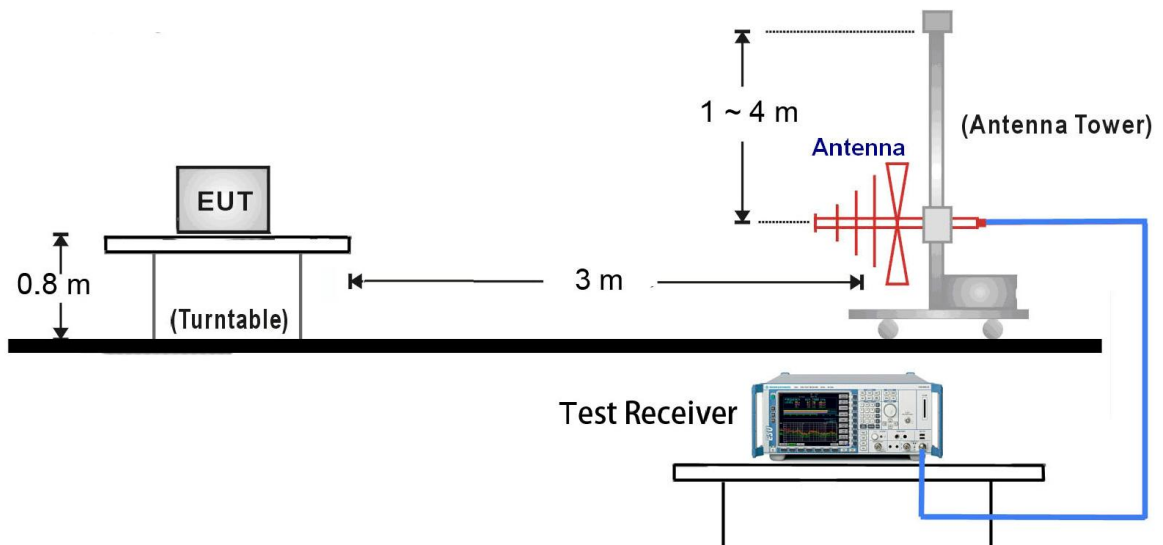 1 ~ 4 m
(Antenna Tower)
Antenna
EUT
0.8 m
3 m
(Turntable)
Test Receiver